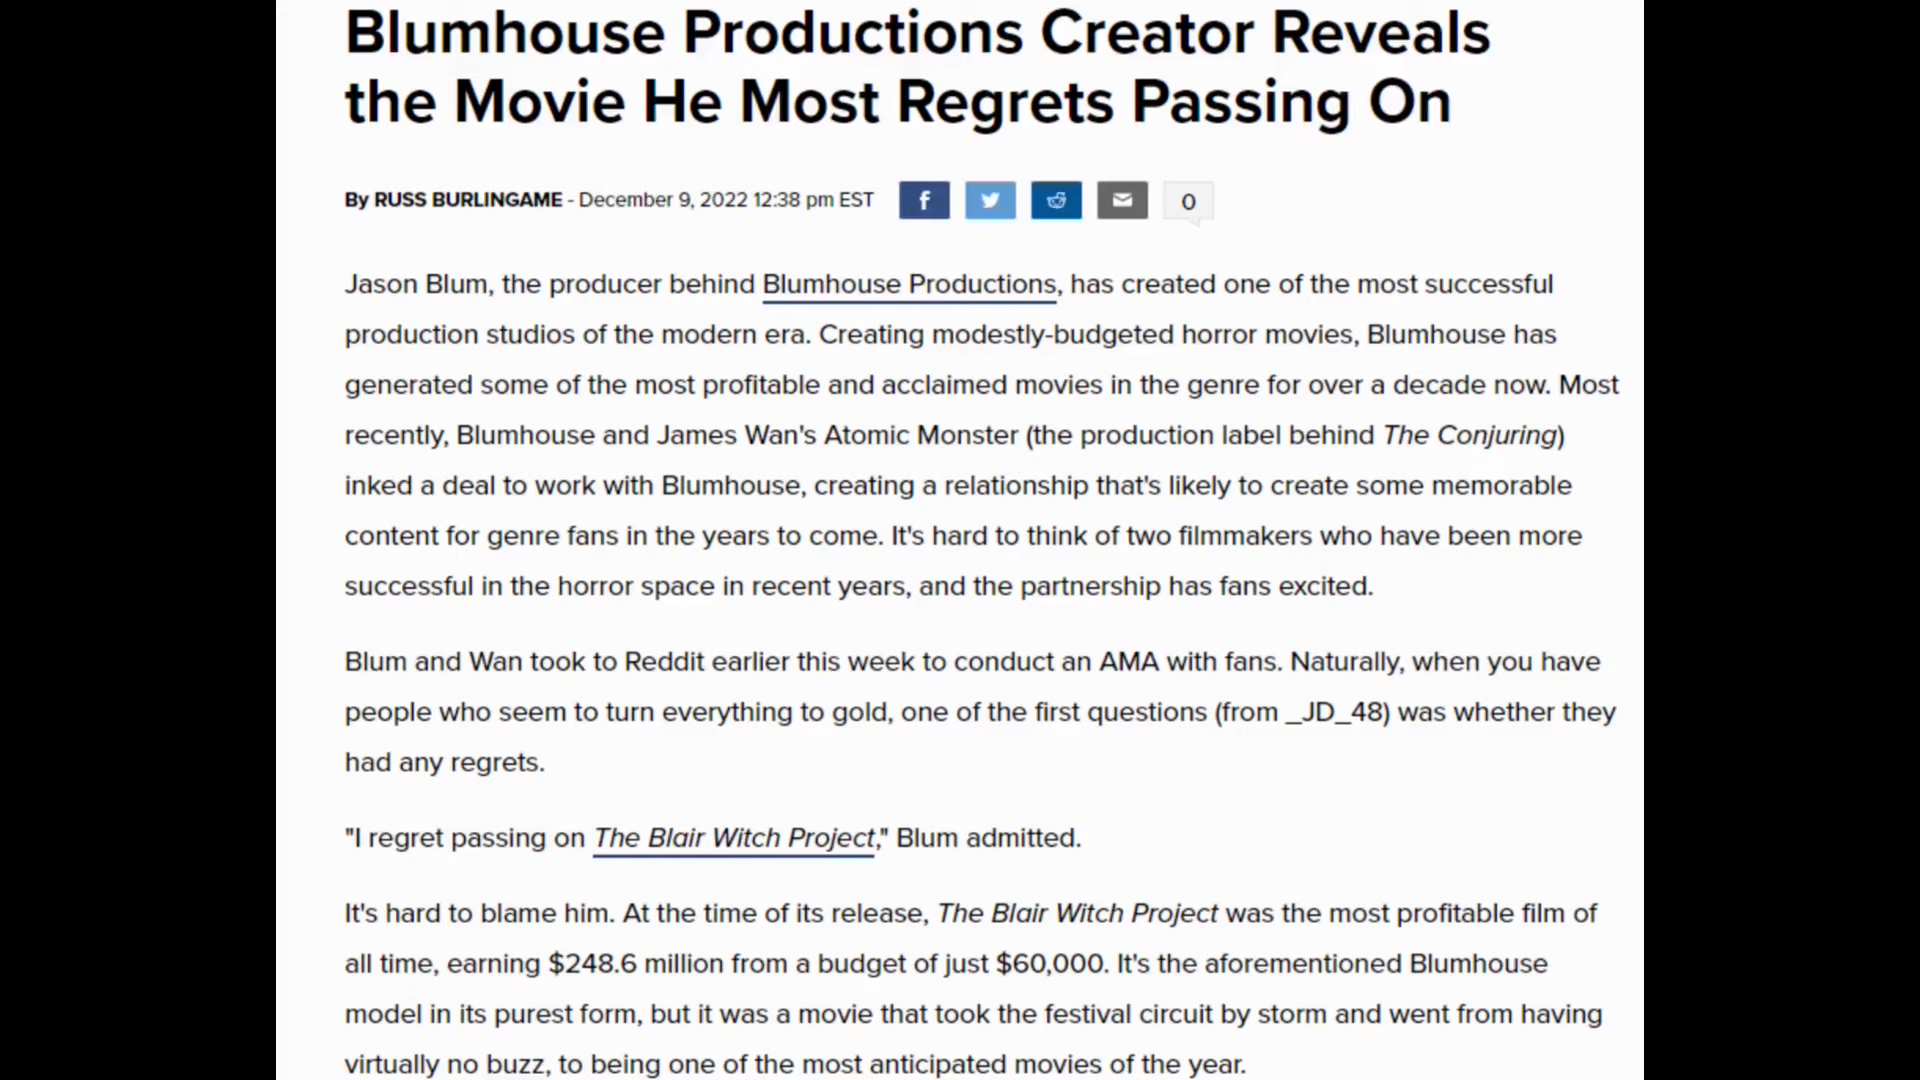 Blumhouse Productions Creator Reveals
the Movie He Most Regrets Passing On
By RUSS BURLINGAME - December 9, 2022 12:38 pm EST f 0
Jason Blum, the producer behind Blumhouse Productions, has created one of the most successful
production studios of the modern era. Creating modestly-budgeted horror movies, Blumhouse has
generated some of the most profitable and acclaimed movies in the genre for over a decade now. Most
recently, Blumhouse and James Wan's Atomic Monster (the production label behind The Conjuring)
inked a deal to work with Blumhouse, creating a relationship that's likely to create some memorable
content for genre fans in the years to come. It's hard to think of two filmmakers who have been more
successful in the horror space in recent years, and the partnership has fans excited.
Blum and Wan took to Reddit earlier this week to conduct an AMA with fans. Naturally, when you have
people who seem to turn everything to gold, one of the first questions (from _JD_48) was whether they
had any regrets.
"I regret passing on The Blair Witch Project," Blum admitted.
It's hard to blame him. At the time of its release, The Blair Witch Project was the most profitable film of
all time, earning $248.6 million from a budget of just $60,000. It's the aforementioned Blumhouse
model in its purest form, but it was a movie that took the festival circuit by storm and went from having
virtually no buzz, to being one of the most anticipated movies of the year.